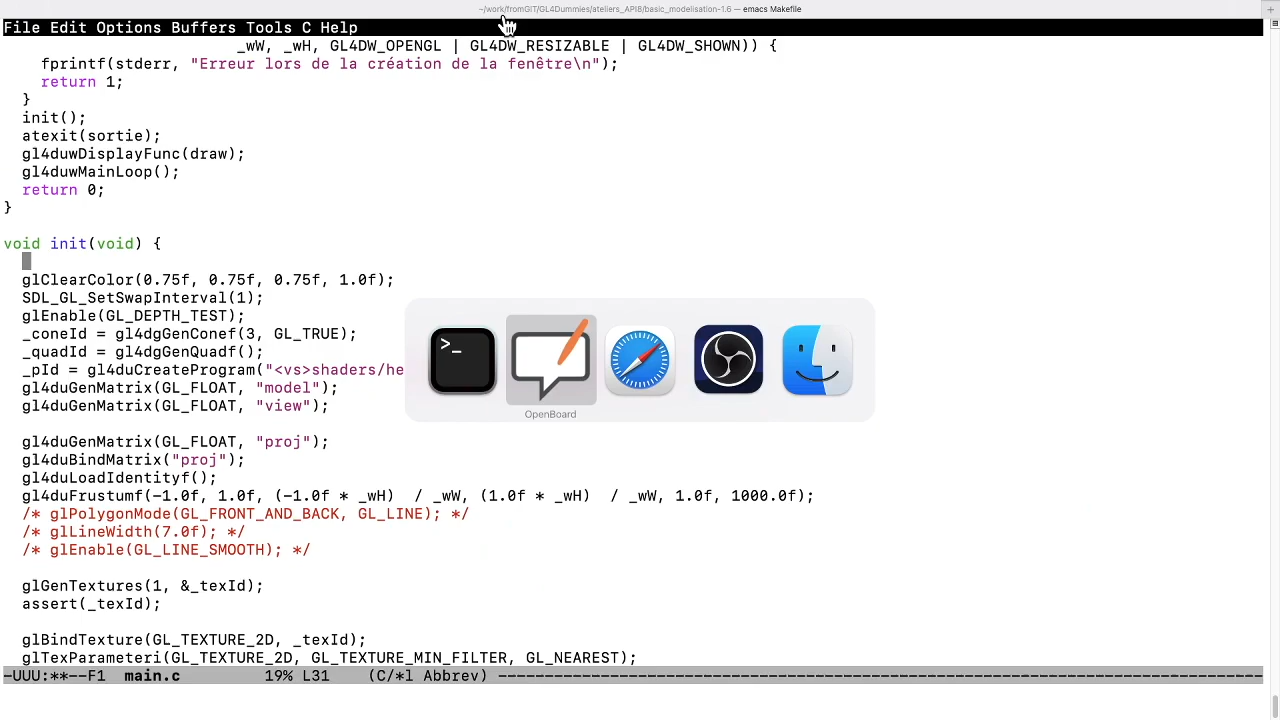 ~/work/fromGIT/GL4Dummies/ateliers_API8/basic_modelisation-1.6 — emacs Makefile
File Edit Options Buffers Tools C Help
_wW, _wH, GL4DW_OPENGL | GL4DW_RESIZABLE | GL4DW_SHOWN)) {
fprintf(stderr, "Erreur lors de la création de la fenêtre\n");
return 1;
}
init();
atexit(sortie);
gl4duwDisplayFunc(draw);
gl4duwMainLoop();
return 0;
}
void init(void) {
glClearColor(0.75f, 0.75f, 0.75f, 1.0f);
SDL_GL_SetSwapInterval(1);
glEnable(GL_DEPTH_TEST);
_coneId = gl4dgGenConef(3, GL_TRUE);
_quadId = gl4dgGenQuadf();
_pId = gl4duCreateProgram("<vs>shaders/he
gl4duGenMatrix(GL_FLOAT, "model");
gl4duGenMatrix(GL_FLOAT, "view");
OpenBoard
gl4duGenMatrix(GL_FLOAT, "proj");
gl4duBindMatrix("proj");
gl4duLoadIdentityf();
gl4duFrustumf(-1.0f, 1.0f, (-1.0f * _wH)  / _wW, (1.0f * _wH)  / _wW, 1.0f, 1000.0f);
/* glPolygonMode(GL_FRONT_AND_BACK, GL_LINE); */
/* glLineWidth(7.0f); */
/* glEnable(GL_LINE_SMOOTH); */
glGenTextures(1, &_texId);
assert(_texId);
glBindTexture(GL_TEXTURE_2D, _texId);
glTexParameteri(GL_TEXTURE_2D, GL_TEXTURE_MIN_FILTER, GL_NEAREST);
-UUU:**--F1  main.c         19% L31    (C/*l Abbrev) ------------------------------